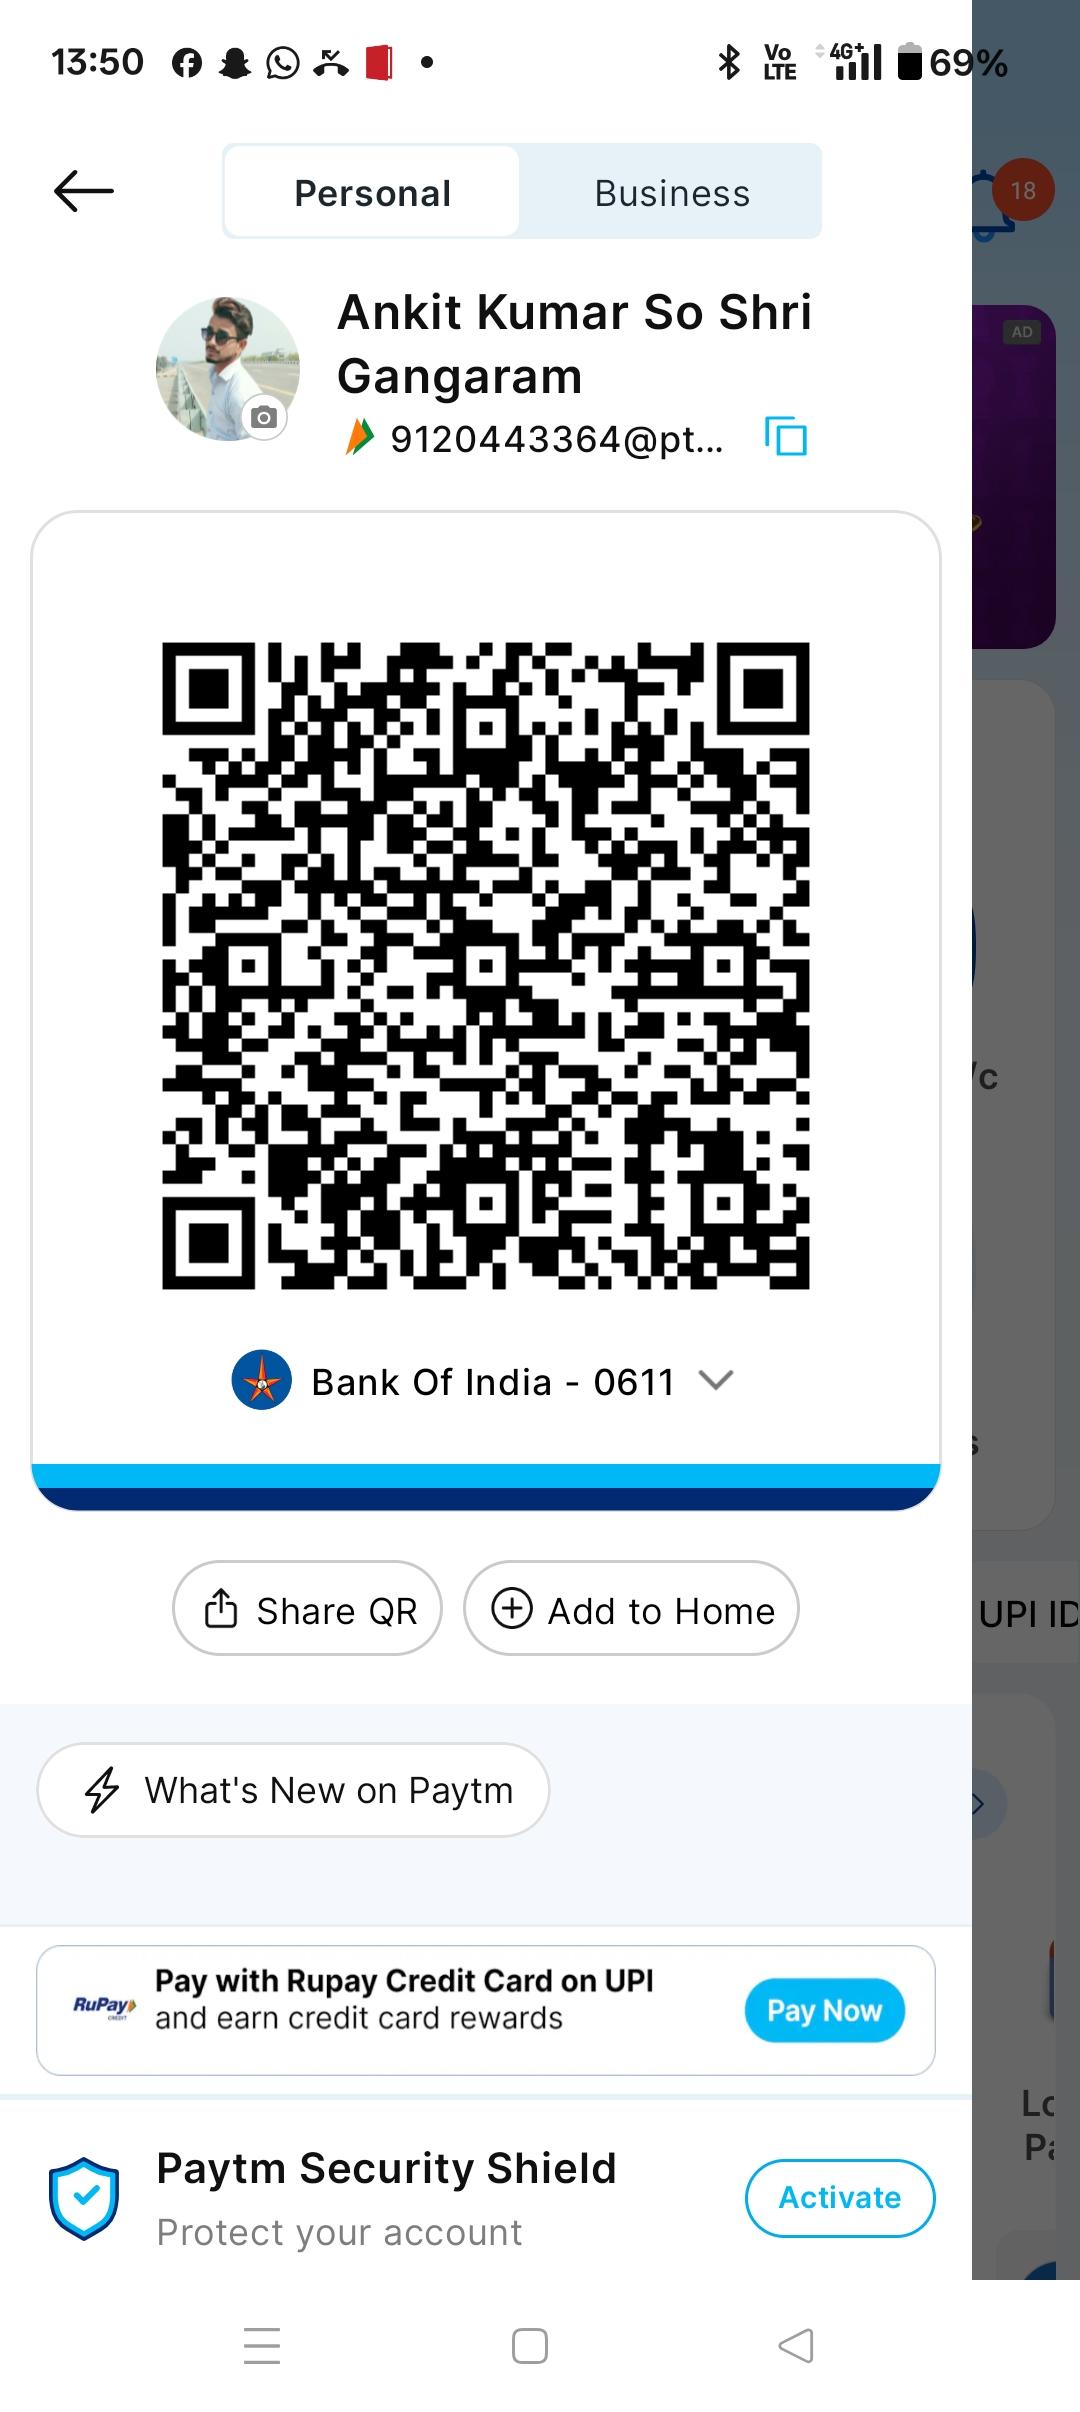 13:50
Vo
LTE
4G+
69%
Personal
Business
18
AD
Ankit Kumar So Shri
Gangaram
9120443364@pt...
/c
Bank Of India - 0611
s
Share QR
Add to Home
UPI ID
What's New on Paytm
RuPay
CREDIT
Pay with Rupay Credit Card on UPI
and earn credit card rewards
Pay Now
Lo
Pa
Paytm Security Shield
Protect your account
Activate